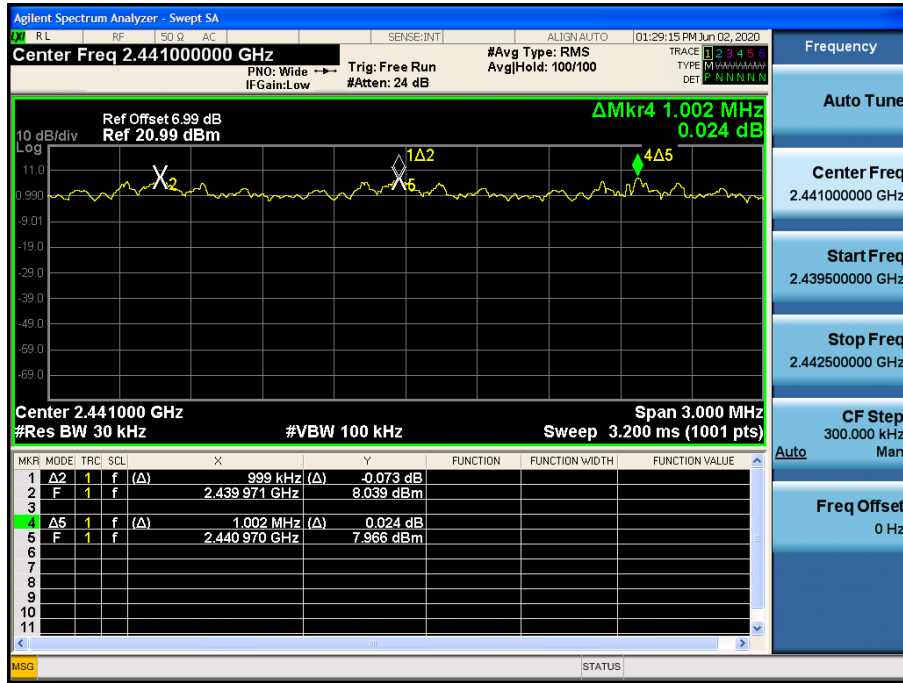 Agilent Spectrum Analyzer - Swept SA
LXI RL RF 50 Ω AC SENSE:INT ALIGN AUTO 01:29:15 PM Jun 02, 2020
Center Freq 2.441000000 GHz
PNO: Wide
IFGain:Low
Trig: Free Run
#Atten: 24 dB
#Avg Type: RMS
Avg|Hold: 100/100
TRACE 1 2 3 4 5 6
TYPE M
DET P N N N N N
ΔMkr4 1.002 MHz
0.024 dB
Ref Offset 6.99 dB
10 dB/div Ref 20.99 dBm
Log
1Δ2
4Δ5
11.0
2
5
0.990
-9.01
-19.0
-29.0
-39.0
-49.0
-59.0
-69.0
Center 2.441000 GHz Span 3.000 MHz
#Res BW 30 kHz #VBW 100 kHz Sweep 3.200 ms (1001 pts)
MKR MODE TRC SCL X Y FUNCTION FUNCTION WIDTH FUNCTION VALUE
1 Δ2 1 f (Δ) 999 kHz (Δ) -0.073 dB
2 F 1 f 2.439 971 GHz 8.039 dBm
3
4 Δ5 1 f (Δ) 1.002 MHz (Δ) 0.024 dB
5 F 1 f 2.440 970 GHz 7.966 dBm
6
7
8
9
10
11
MSG STATUS
Frequency
Auto Tune
Center Freq
2.441000000 GHz
Start Freq
2.439500000 GHz
Stop Freq
2.442500000 GHz
CF Step
300.000 kHz
Auto Man
Freq Offset
0 Hz